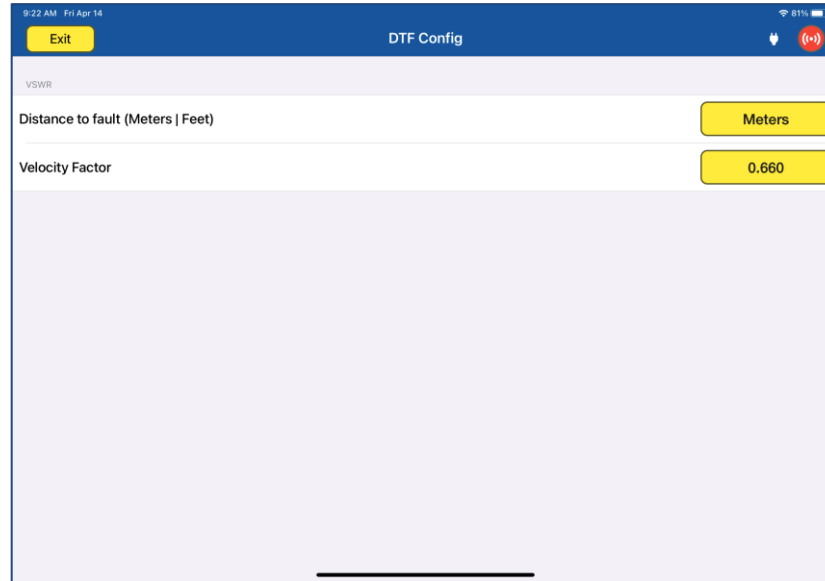 9:22 AM Fri Apr 14
81%
Exit
DTF Config
VSWR
Distance to fault (Meters | Feet)
Meters
Velocity Factor
0.660